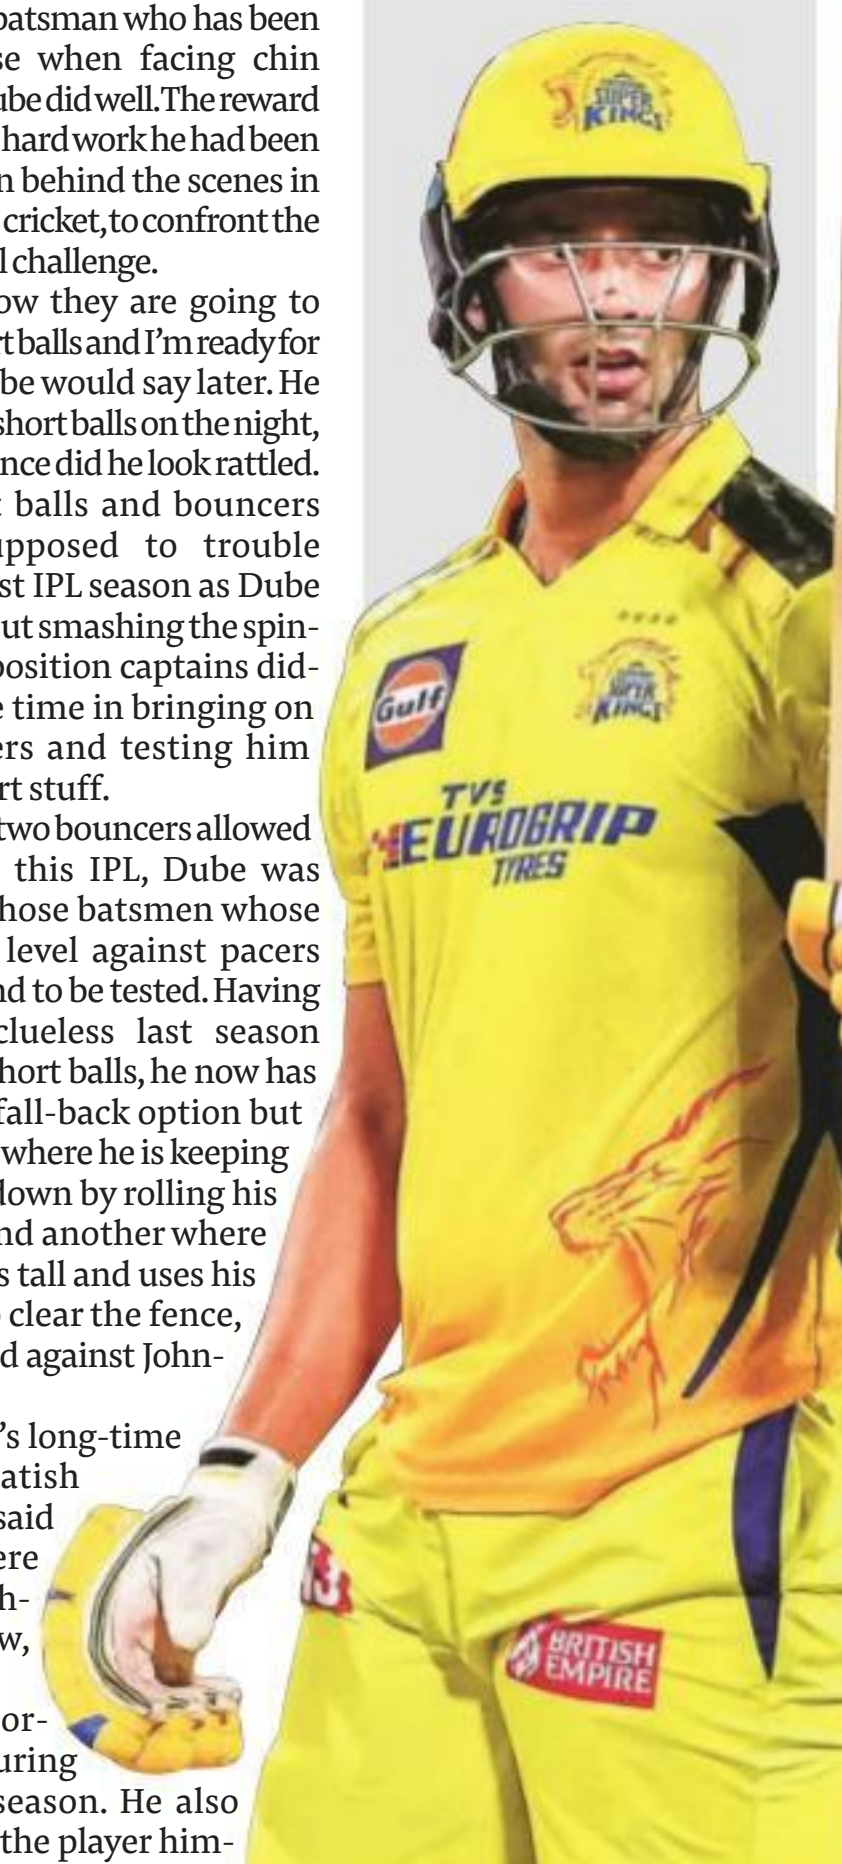 batsman who has been
se when facing chin
ube did well. The reward
hard work he had been
n behind the scenes in
cricket, to confront the
l challenge.
ow they are going to
rt balls and I'm ready for
be would say later. He
short balls on the night,
nce did he look rattled.
t balls and bouncers
upposed to trouble
st IPL season as Dube
ut smashing the spin-
position captains did-
e time in bringing on
ers and testing him
rt stuff.
two bouncers allowed
this IPL, Dube was
hose batsmen whose
level against pacers
nd to be tested. Having
clueless last season
hort balls, he now has
fall-back option but
where he is keeping
down by rolling his
nd another where
s tall and uses his
o clear the fence,
d against John-
's long-time
atish
said
ere
h-
w,
or-
uring
season. He also
the player him-
SUPER
KINGS
Gulf
SUPER
KINGS
TVS
EUROGRIP
TYRES
BRITISH
EMPIRE